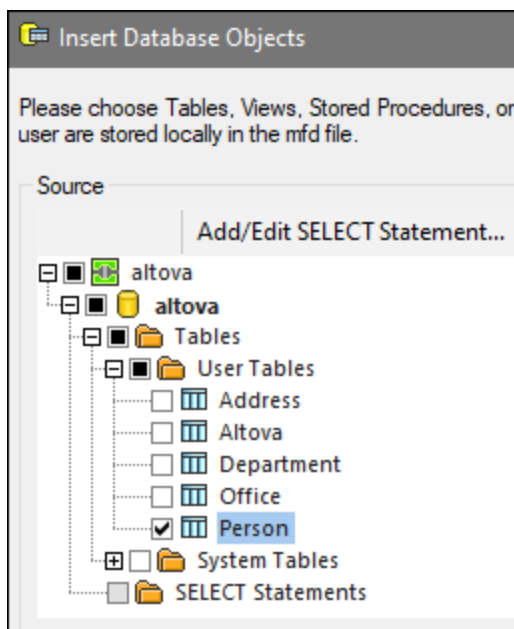 Insert Database Objects
Please choose Tables, Views, Stored Procedures, or
user are stored locally in the mfd file.
Source
Add/Edit SELECT Statement...
altova
altova
Tables
User Tables
Address
Altova
Department
Office
Person
System Tables
SELECT Statements